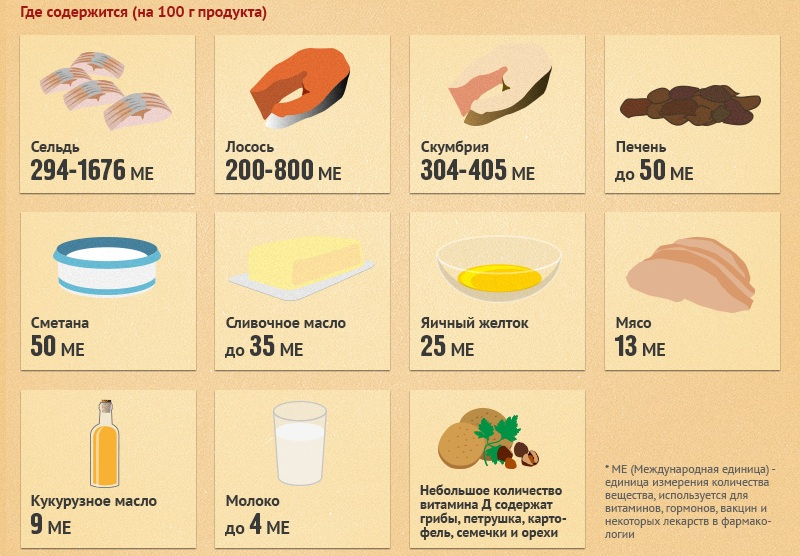 Где содержится (на 100 г продукта)
Сельдь
294-1676 МЕ
Лосось
200-800 МЕ
Скумбрия
304-405 МЕ
Печень
до 50 МЕ
Сметана
50 МЕ
Сливочное масло
до 35 МЕ
Яичный желток
25 МЕ
Мясо
13 МЕ
Кукурузное масло
9 МЕ
Молоко
до 4 МЕ
Небольшое количество
витамина Д содержат
грибы, петрушка, карто-
фель, семечки и орехи
* МЕ (Международная единица) -
единица измерения количества
вещества, используется для
витаминов, гормонов, вакцин и
некоторых лекарств в фармако-
логии